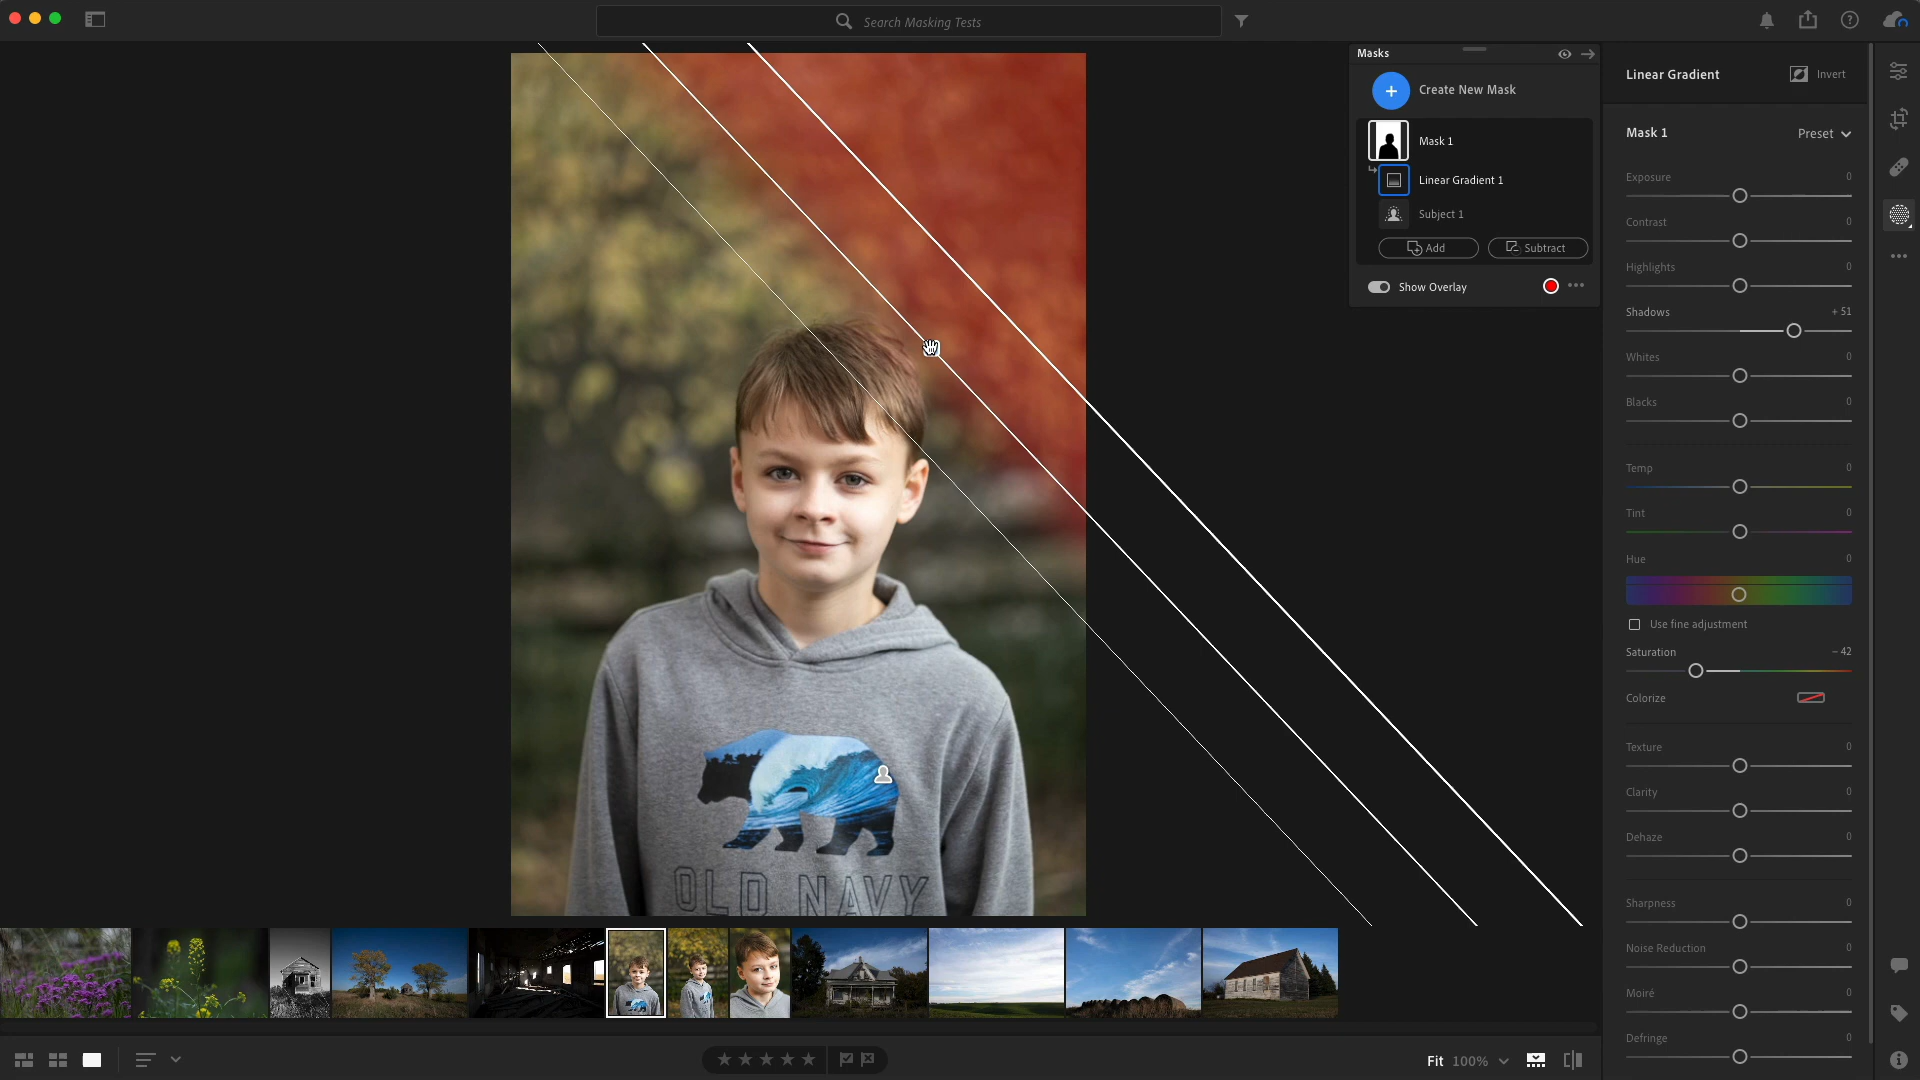 Search Masking Tests
Masks
Create New Mask
Mask 1
Linear Gradient 1
Subject 1
Add
Subtract
Show Overlay
Linear Gradient
Invert
Mask 1
Preset
Exposure
0
Contrast
0
Highlights
0
Shadows
+ 51
Whites
0
Blacks
0
Temp
0
Tint
0
Hue
0
Use fine adjustment
Saturation
– 42
Colorize
Texture
0
Clarity
0
Dehaze
0
Sharpness
0
Noise Reduction
0
Moiré
0
Defringe
0
OLD NAVY
Fit
100%